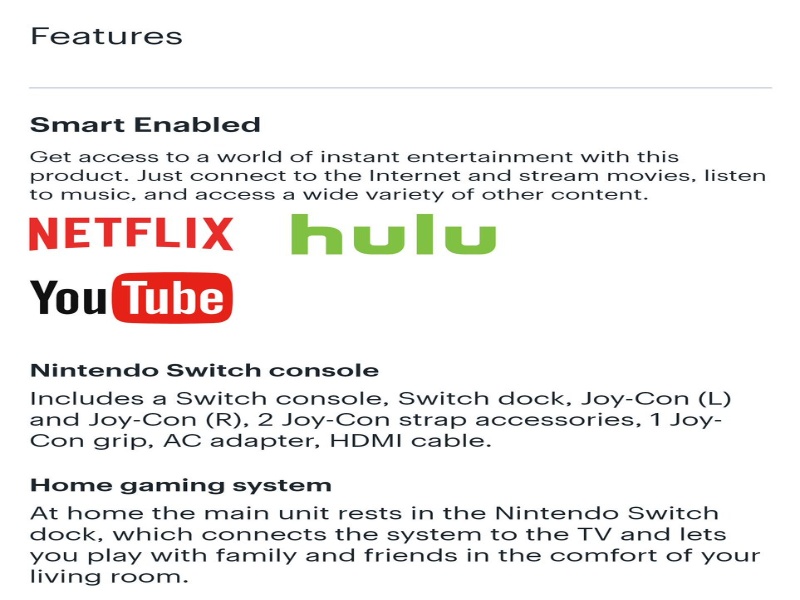 Features
Smart Enabled
Get access to a world of instant entertainment with this
product. Just connect to the Internet and stream movies, listen
to music, and access a wide variety of other content.
NETFLIX hulu
YouTube
Nintendo Switch console
Includes a Switch console, Switch dock, Joy-Con (L)
and Joy-Con (R), 2 Joy-Con strap accessories, 1 Joy-
Con grip, AC adapter, HDMI cable.
Home gaming system
At home the main unit rests in the Nintendo Switch
dock, which connects the system to the TV and lets
you play with family and friends in the comfort of your
living room.